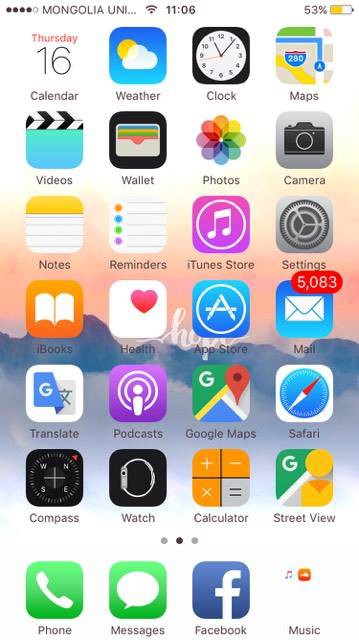 MONGOLIA UNI... 11:06 53%
Thursday
16
280
Calendar Weather Clock Maps
Videos Wallet Photos Camera
Notes Reminders iTunes Store Settings
5,083
hope
iBooks Health App Store Mail
G 文
G
Translate Podcasts Google Maps Safari
N
W E
S
G
Compass Watch Calculator Street View
Phone Messages Facebook Music